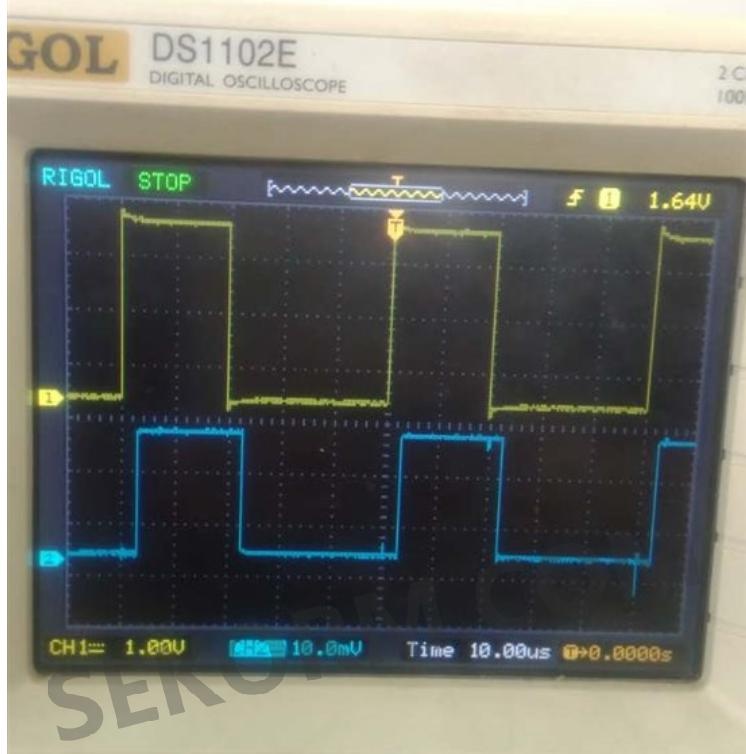 GOL DS1102E
DIGITAL OSCILLOSCOPE
2 C
100
RIGOL STOP
T
1 1.64V
T
1
2
CH1 1.00V CH2 10.0mV Time 10.00us T→0.0000s
SEKORM